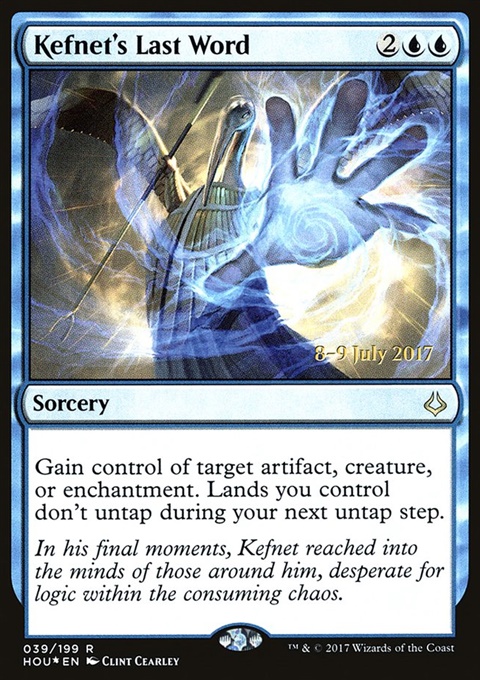 Kefnet's Last Word 2
8–9 July 2017
Sorcery
Gain control of target artifact, creature,
or enchantment. Lands you control
don't untap during your next untap step.
In his final moments, Kefnet reached into
the minds of those around him, desperate for
logic within the consuming chaos.
039/199 R
HOU★EN Clint Cearley
™ & © 2017 Wizards of the Coast